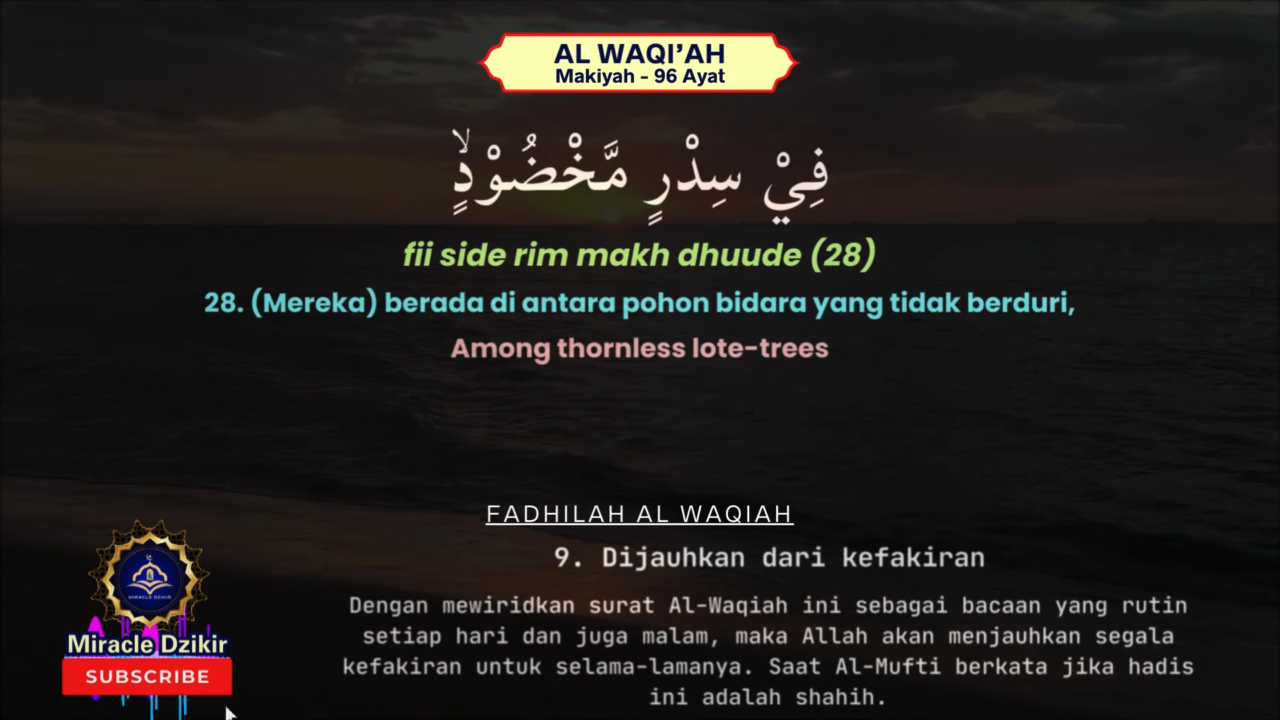 AL WAQI’AH
Makiyah - 96 Ayat
فِيْ سِدْرٍ مَّخْضُوْدٍۙ
fii side rim makh dhuude (28)
28. (Mereka) berada di antara pohon bidara yang tidak berduri,
Among thornless lote-trees
FADHILAH AL WAQIAH
9. Dijauhkan dari kefakiran
Dengan mewiridkan surat Al-Waqiah ini sebagai bacaan yang rutin
setiap hari dan juga malam, maka Allah akan menjauhkan segala
kefakiran untuk selama-lamanya. Saat Al-Mufti berkata jika hadis
ini adalah shahih.
MIRACLE DZIKIR
Miracle Dzikir
SUBSCRIBE